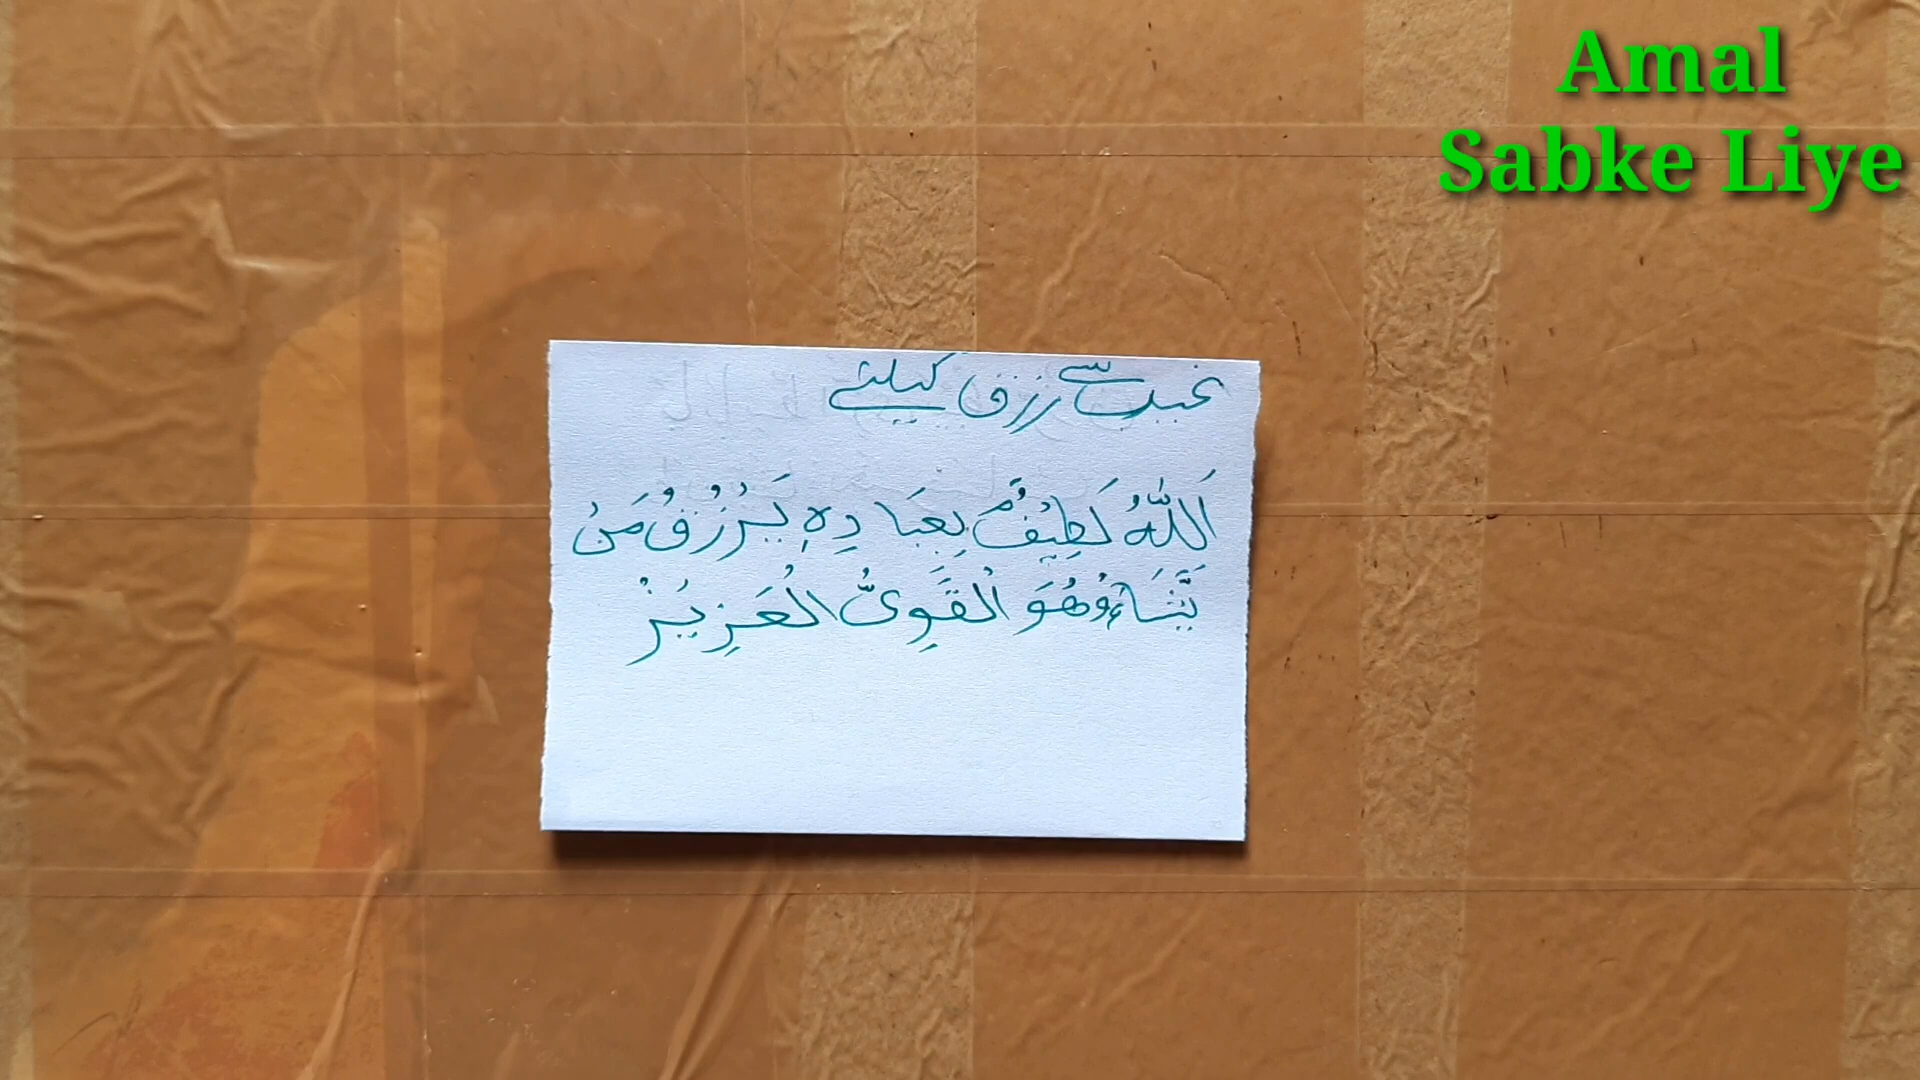 Amal
Sabke Liye
غیب سے رزق کیلئے
اَللّٰهُ لَطِیْفٌۢ بِعِبَادِهٖ یَرْزُقُ مَنْ
یَّشَآءُ وَهُوَ الْقَوِیُّ الْعَزِیْزُ